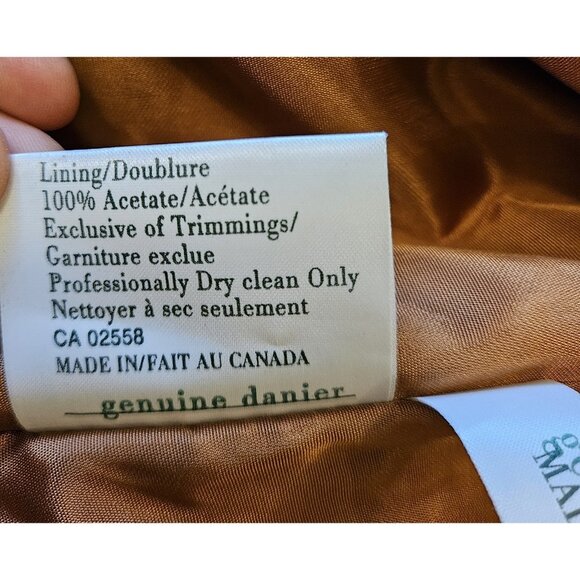 Lining/Doublure
100% Acetate/Acétate
Exclusive of Trimmings/
Garniture exclue
Professionally Dry clean Only
Nettoyer à sec seulement
CA 02558
MADE IN/FAIT AU CANADA
genuine danier